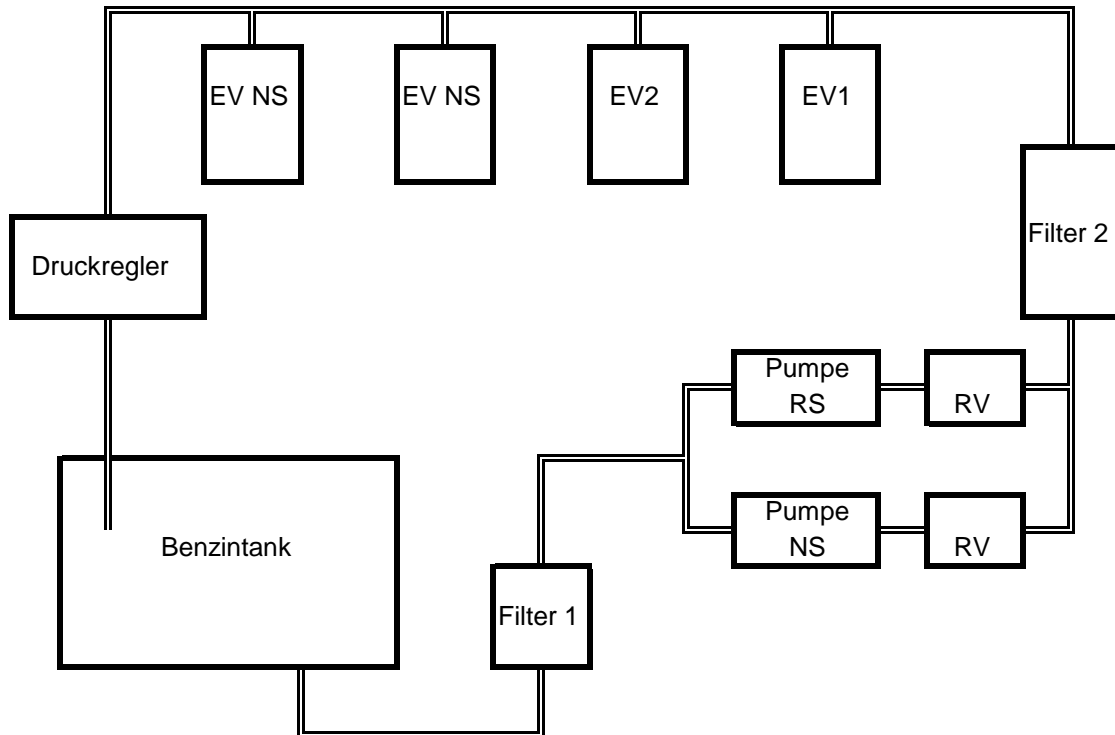 EV NS
EV NS
EV2
EV1
Filter 2
Druckregler
Pumpe
RS
RV
Benzintank
Pumpe
NS
RV
Filter 1